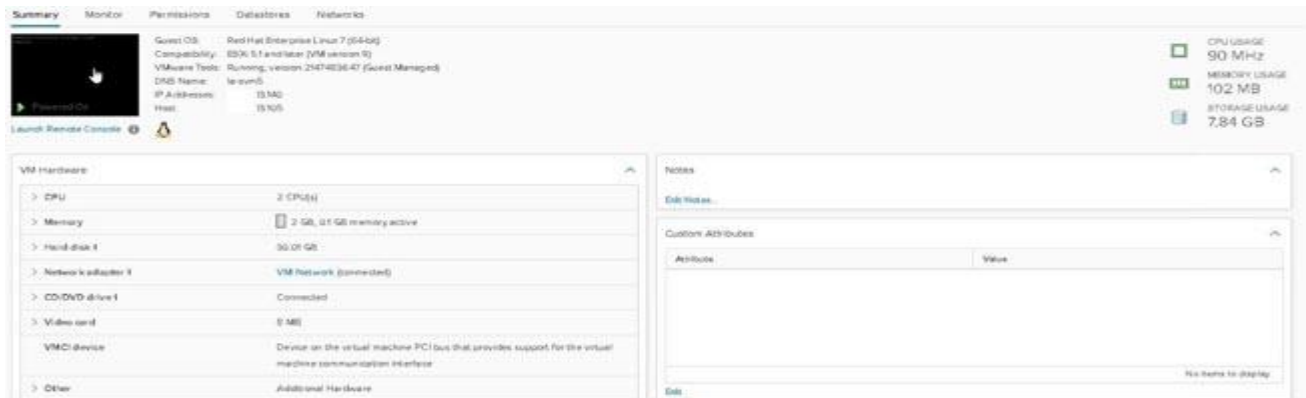 Summary Monitor Permissions Datastores Networks
Guest OS: Red Hat Enterprise Linux 7 (64-bit)
Compatibility: ESXi 5.1 and later (VM version 9)
VMware Tools: Running, version:2147483647 (Guest Managed)
DNS Name:
IP Addresses:
Host:
Powered On
Launch Remote Console
CPU USAGE
90 MHz
MEMORY USAGE
102 MB
STORAGE USAGE
7.84 GB
VM Hardware
CPU 2 CPU(s)
Memory 2 GB, 0.1 GB memory active
Hard disk 1 GB
Network adapter 1 VM Network (connected)
CD/DVD drive 1 Connected
Video card MB
VMCI device Device on the virtual machine PCI bus that provides support for the virtual
machine communication interface
Other Additional Hardware
Notes
Edit Notes...
Custom Attributes
Attribute Value
No items to display
Edit